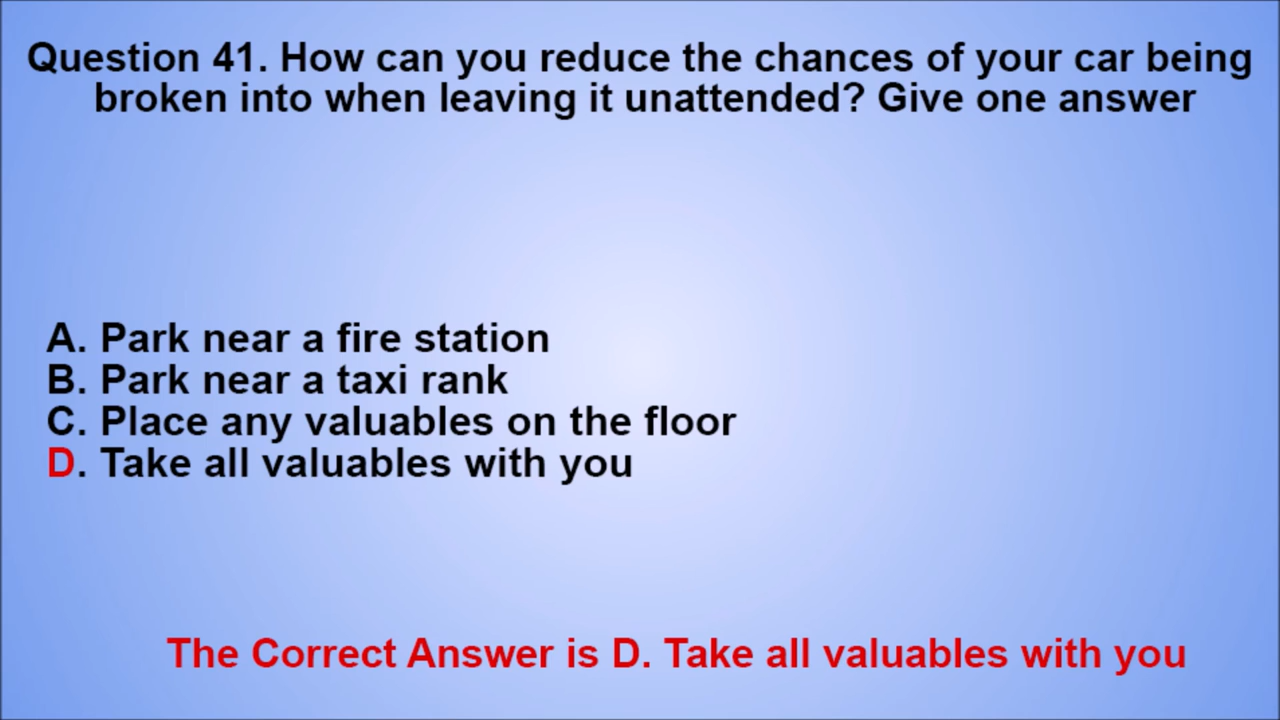 Question 41. How can you reduce the chances of your car being
broken into when leaving it unattended? Give one answer
A. Park near a fire station
B. Park near a taxi rank
C. Place any valuables on the floor
D. Take all valuables with you
The Correct Answer is D. Take all valuables with you